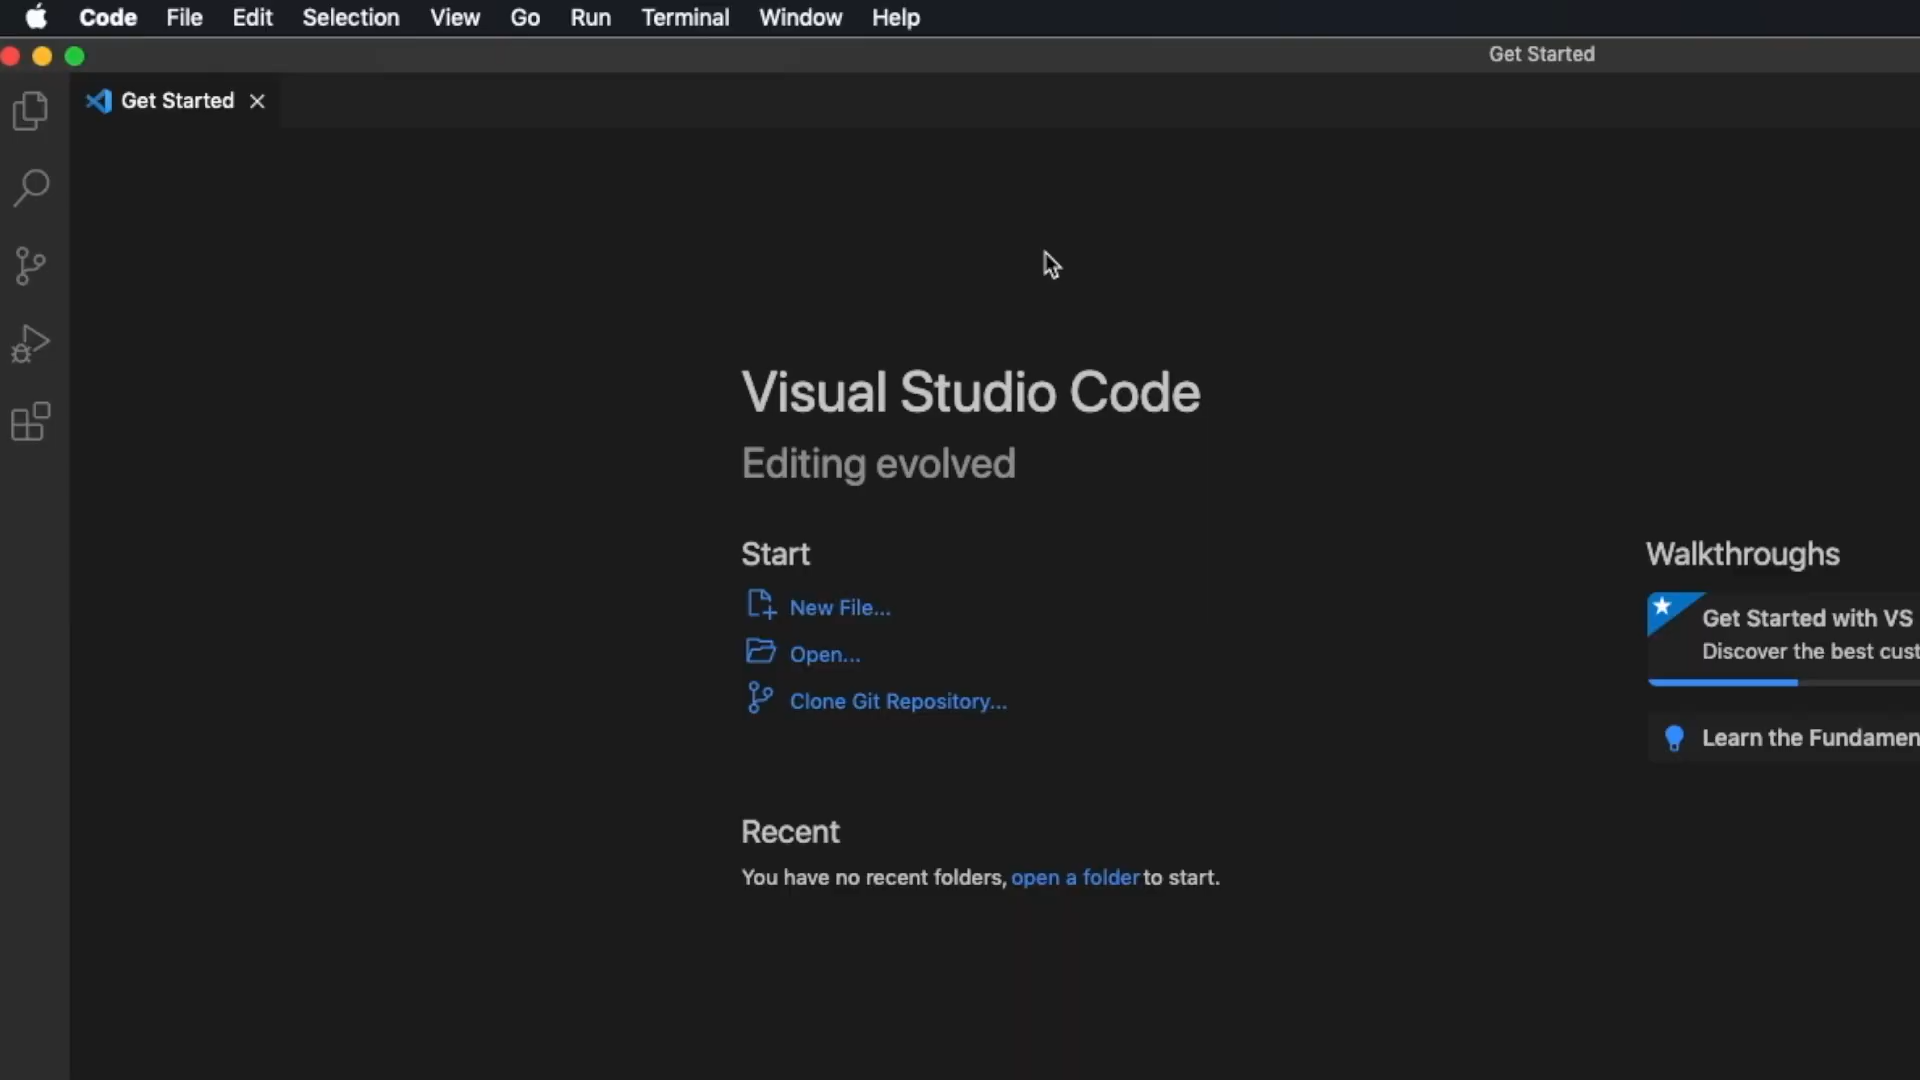 Code File Edit Selection View Go Run Terminal Window Help
Get Started
Get Started
Visual Studio Code
Editing evolved
Start
New File...
Open...
Clone Git Repository...
Recent
You have no recent folders, open a folder to start.
Walkthroughs
Get Started with VS
Discover the best
Learn the